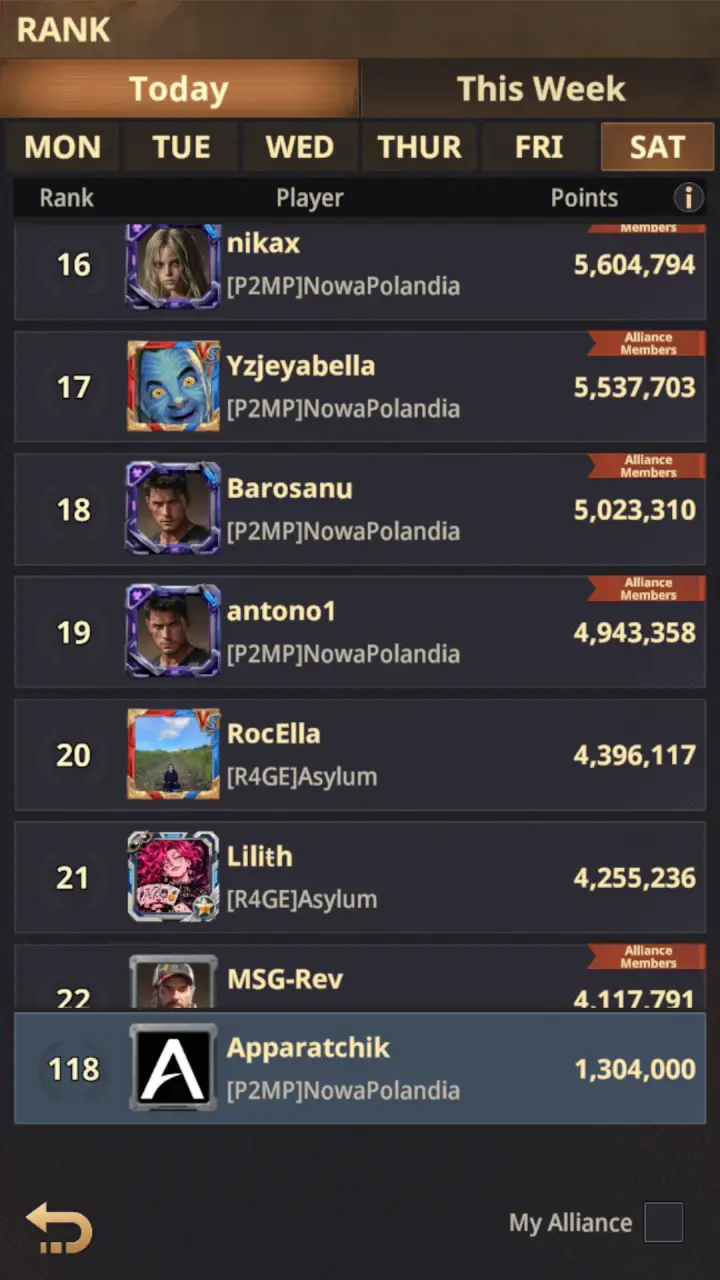 RANK
Today
This Week
MON TUE WED THUR FRI SAT
Rank Player Points i
Members
16 nikax 5,604,794
[P2MP]NowaPolandia
Alliance
Members
17 Yzjeyabella 5,537,703
[P2MP]NowaPolandia
Alliance
Members
18 Barosanu 5,023,310
[P2MP]NowaPolandia
Alliance
Members
19 antono1 4,943,358
[P2MP]NowaPolandia
20 RocElla 4,396,117
[R4GE]Asylum
21 Liliŧh 4,255,236
[R4GE]Asylum
Alliance
Members
22 MSG-Rev 4,117,791
118 Apparatchik 1,304,000
[P2MP]NowaPolandia
My Alliance